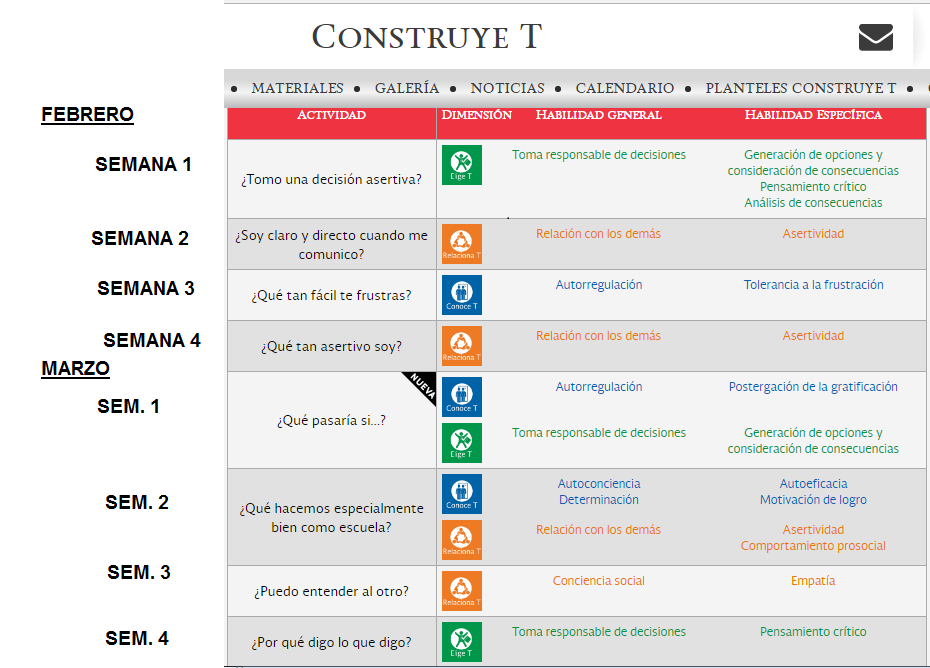 CONSTRUYE T
• MATERIALES • GALERÍA • NOTICIAS • CALENDARIO • PLANTELES CONSTRUYE T •
FEBRERO
ACTIVIDAD DIMENSIÓN HABILIDAD GENERAL HABILIDAD ESPECÍFICA
SEMANA 1
¿Tomo una decisión asertiva?
Elige T
Toma responsable de decisiones
Generación de opciones y
consideración de consecuencias
Pensamiento crítico
Análisis de consecuencias
SEMANA 2
¿Soy claro y directo cuando me
comunico?
Relaciona T
Relación con los demás
Asertividad
SEMANA 3
¿Qué tan fácil te frustras?
Conoce T
Autorregulación
Tolerancia a la frustración
SEMANA 4
¿Qué tan asertivo soy?
Relaciona T
Relación con los demás
Asertividad
MARZO
SEM. 1
¿Qué pasaría si...?
NUEVA
Conoce T
Autorregulación
Postergación de la gratificación
Elige T
Toma responsable de decisiones
Generación de opciones y
consideración de consecuencias
SEM. 2
¿Qué hacemos especialmente
bien como escuela?
Conoce T
Autoconciencia
Determinación
Autoeficacia
Motivación de logro
Relaciona T
Relación con los demás
Asertividad
Comportamiento prosocial
SEM. 3
¿Puedo entender al otro?
Relaciona T
Conciencia social
Empatía
SEM. 4
¿Por qué digo lo que digo?
Elige T
Toma responsable de decisiones
Pensamiento crítico